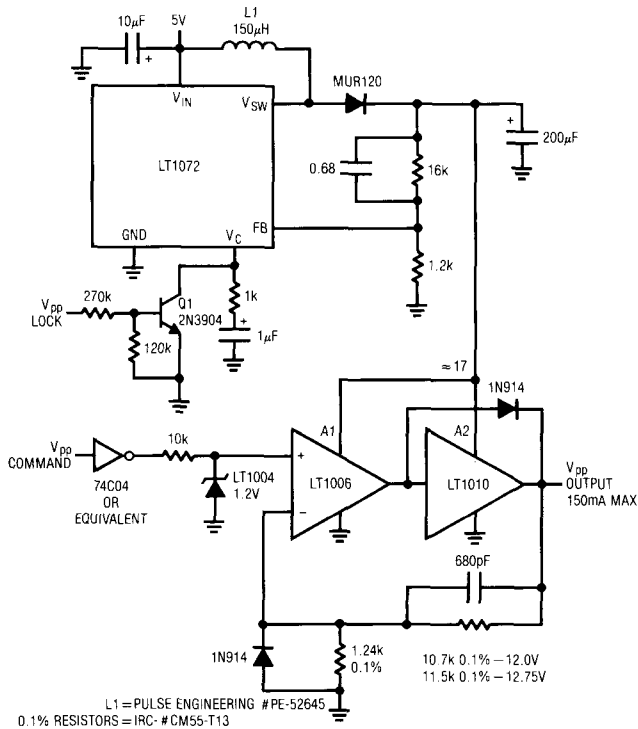 L1
150µH
10µF
+
5V
MUR120
VIN
VSW
LT1072
FB
GND
VC
0.68
16k
+
200µF
1.2k
Vpp
LOCK
270k
120k
Q1
2N3904
1k
+
1µF
≈17
1N914
Vpp
COMMAND
74C04
OR
EQUIVALENT
10k
LT1004
1.2V
A1
+
−
LT1006
A2
LT1010
Vpp
OUTPUT
150mA MAX
680pF
1N914
1.24k
0.1%
10.7k 0.1%–12.0V
11.5k 0.1%–12.75V
L1=PULSE ENGINEERING #PE-52645
0.1% RESISTORS=IRC-#CM55-T13